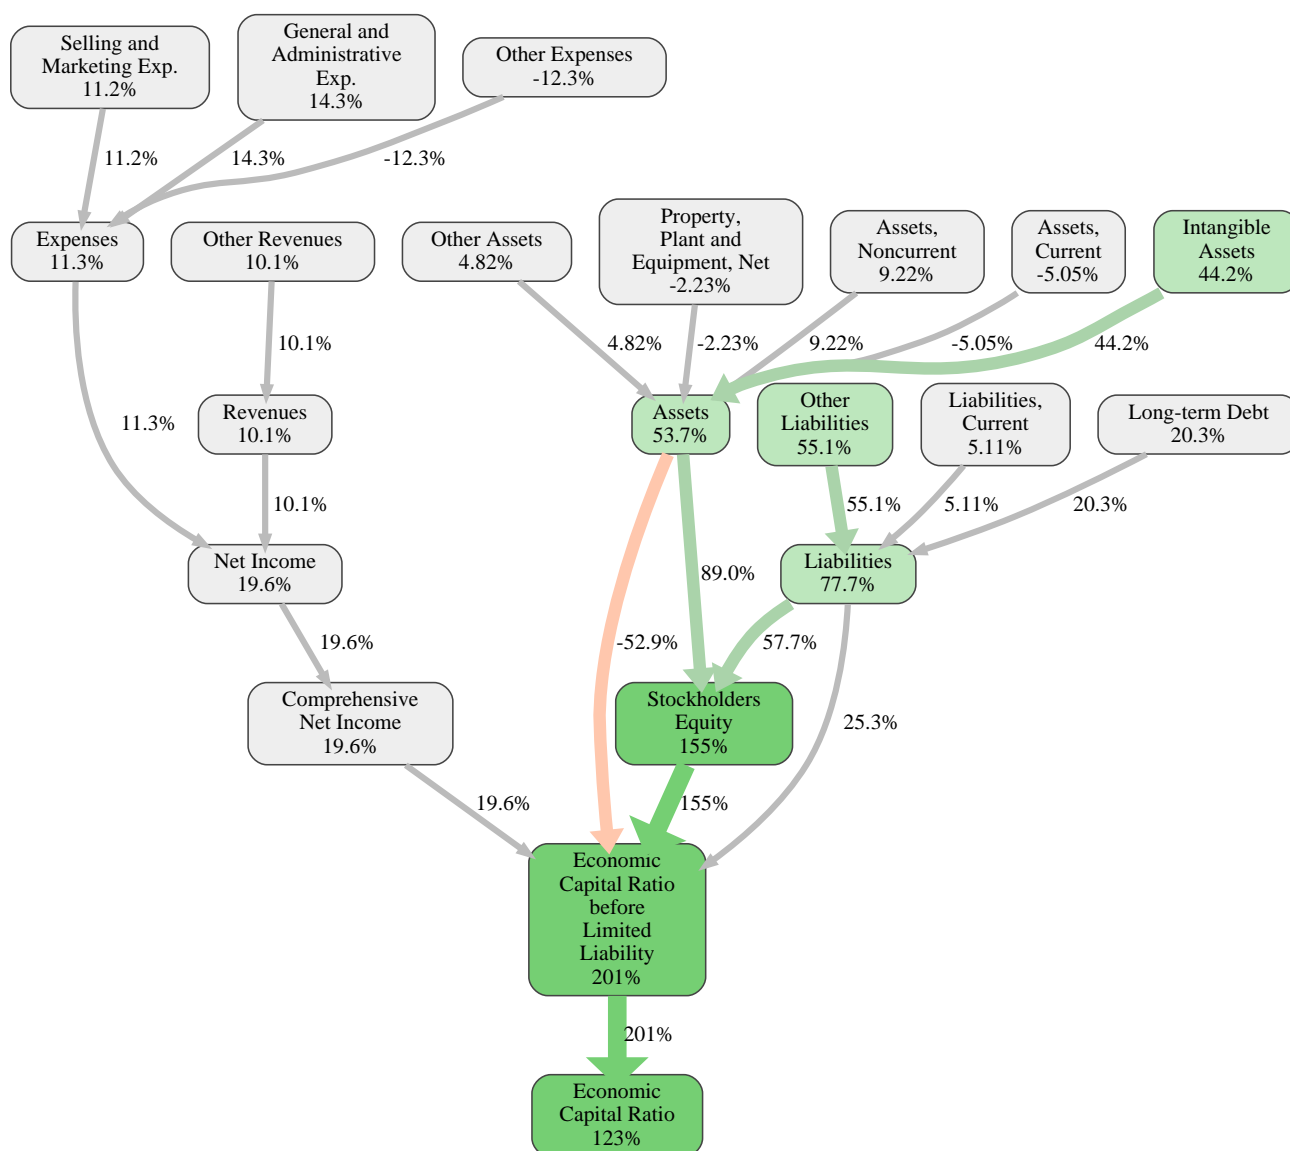 Selling and
Marketing Exp.
11.2%
General and
Administrative
Exp.
14.3%
Other Expenses
-12.3%
11.2%
14.3%
-12.3%
Expenses
11.3%
Other Revenues
10.1%
Other Assets
4.82%
Property,
Plant and
Equipment, Net
-2.23%
Assets,
Noncurrent
9.22%
Assets,
Current
-5.05%
Intangible
Assets
44.2%
10.1%
4.82%
-2.23%
9.22%
-5.05%
44.2%
11.3%
Revenues
10.1%
Assets
53.7%
Other
Liabilities
55.1%
Liabilities,
Current
5.11%
Long-term Debt
20.3%
10.1%
55.1%
5.11%
20.3%
Net Income
19.6%
89.0%
Liabilities
77.7%
19.6%
-52.9%
57.7%
Comprehensive
Net Income
19.6%
Stockholders
Equity
155%
25.3%
19.6%
155%
Economic
Capital Ratio
before
Limited
Liability
201%
201%
Economic
Capital Ratio
123%